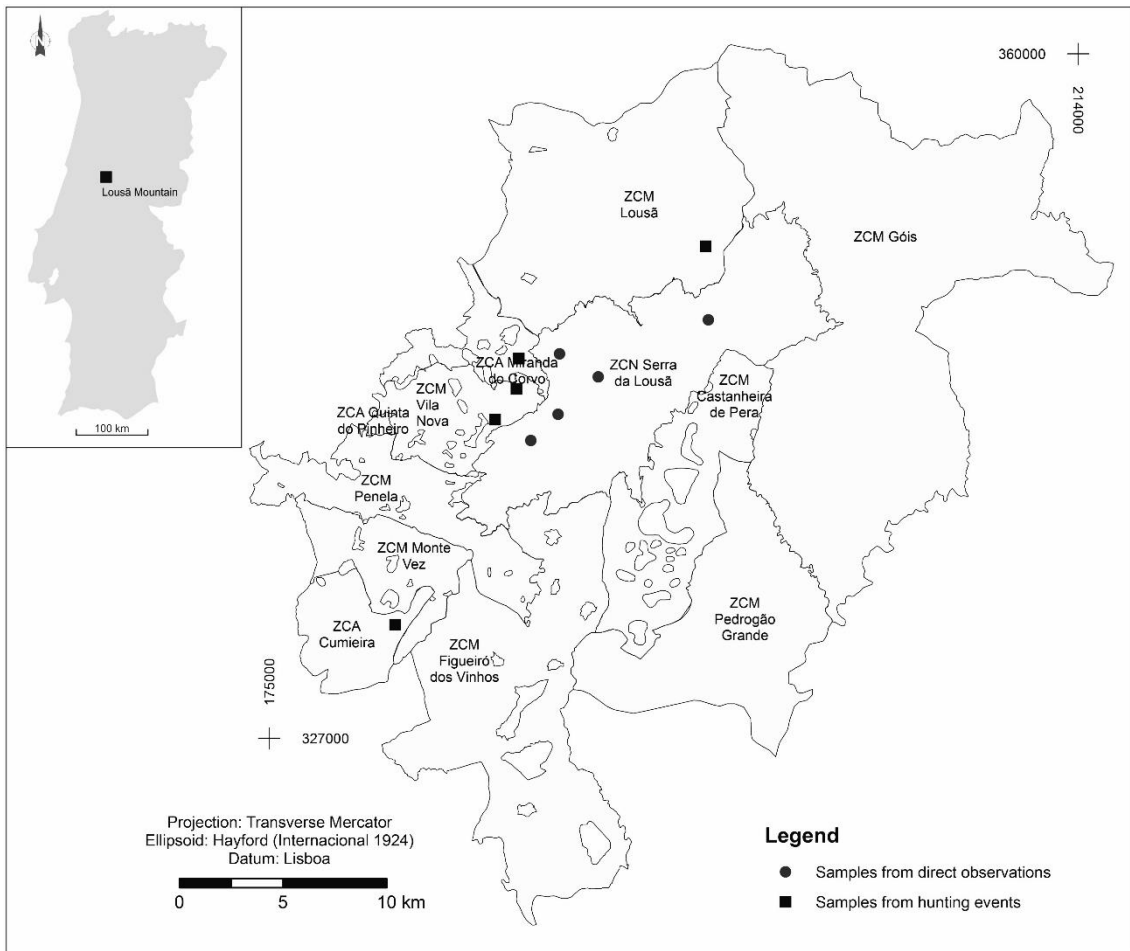 N
Lousã Mountain
100 km
360000
214000
ZCM
Lousã
ZCM Góis
ZCA Miranda
do Corvo
ZCN Serra
da Lousã
ZCM
Castanheira
de Pera
ZCM
Vila
Nova
ZCA Quinta
do Pinheiro
ZCM
Penela
ZCM Monte
Vez
ZCA
Cumieira
ZCM
Figueiró
dos Vinhos
ZCM
Pedrogão
Grande
175000
327000
Projection: Transverse Mercator
Ellipsoid: Hayford (Internacional 1924)
Datum: Lisboa
0 5 10 km
Legend
Samples from direct observations
Samples from hunting events